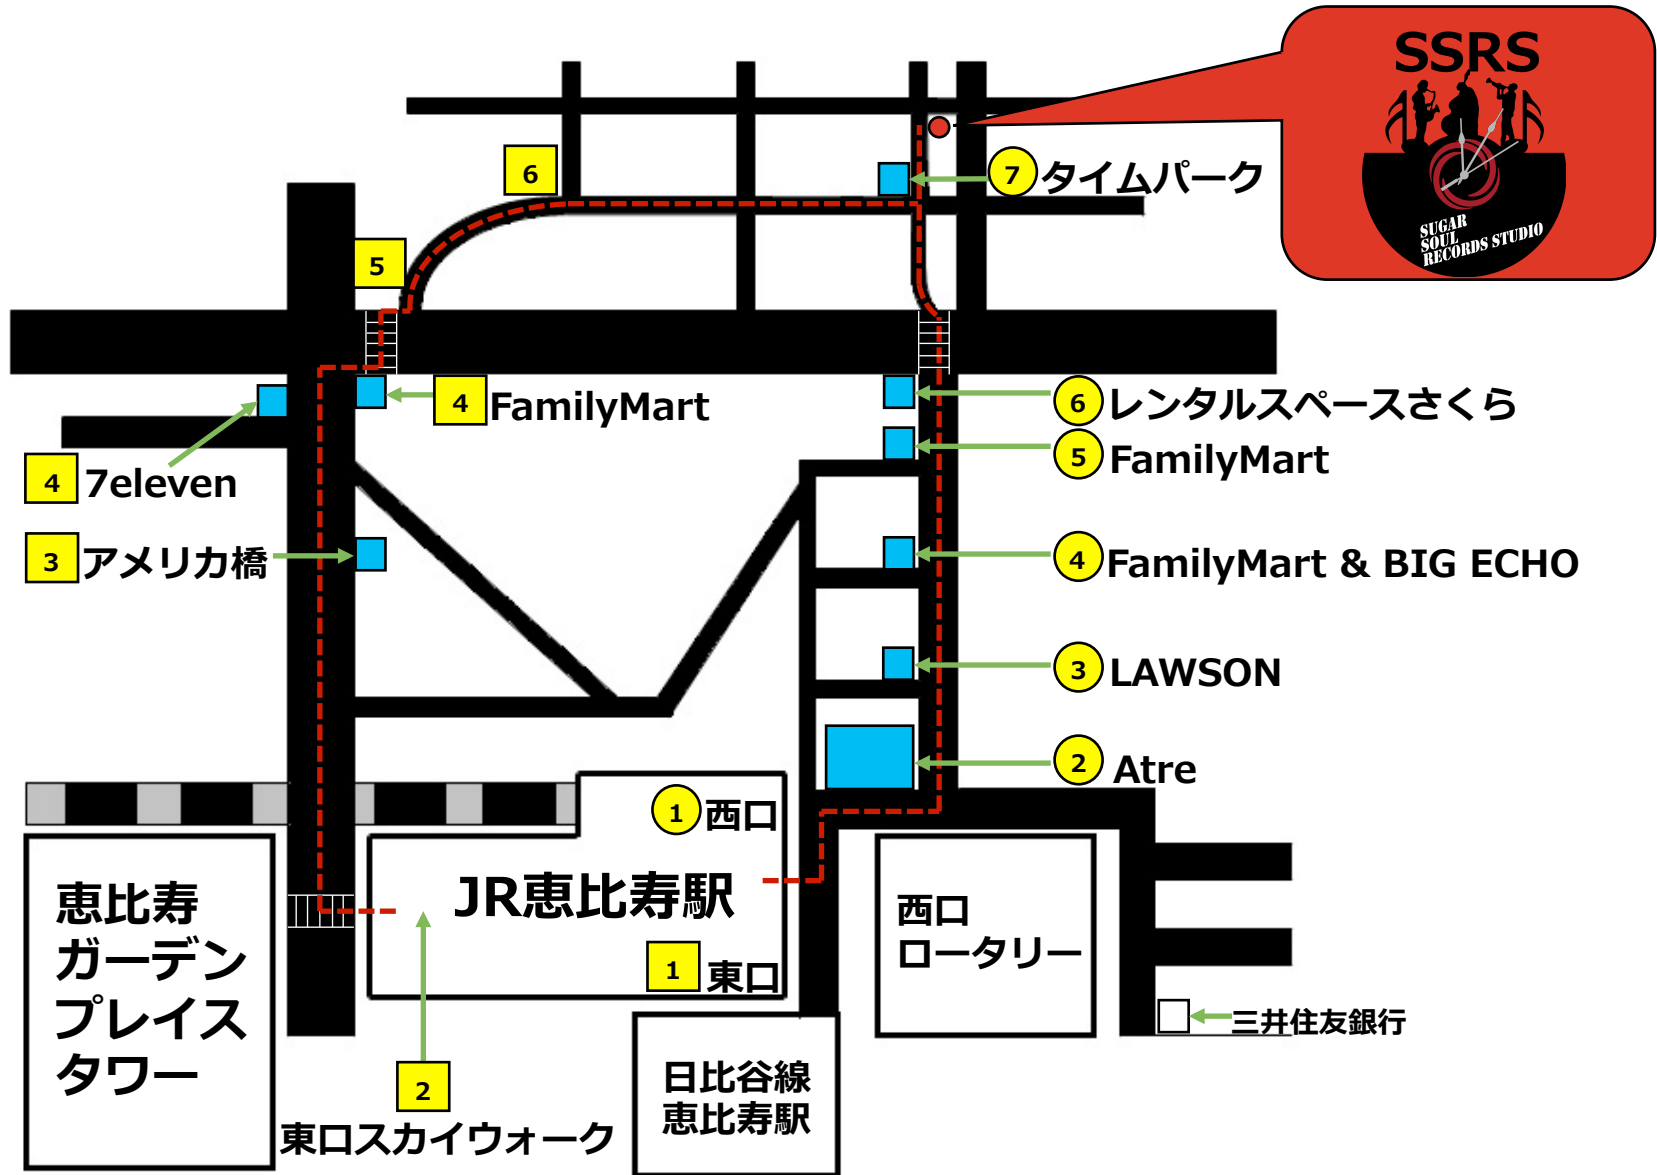 SSRS
SUGAR
SOUL
RECORDS STUDIO
6
7 タイムパーク
5
4 FamilyMart
6 レンタルスペースさくら
5 FamilyMart
4 7eleven
3 アメリカ橋
4 FamilyMart & BIG ECHO
3 LAWSON
2 Atre
1 西口
JR恵比寿駅
1 東口
恵比寿
ガーデン
プレイス
タワー
西口
ロータリー
三井住友銀行
2
東口スカイウォーク
日比谷線
恵比寿駅